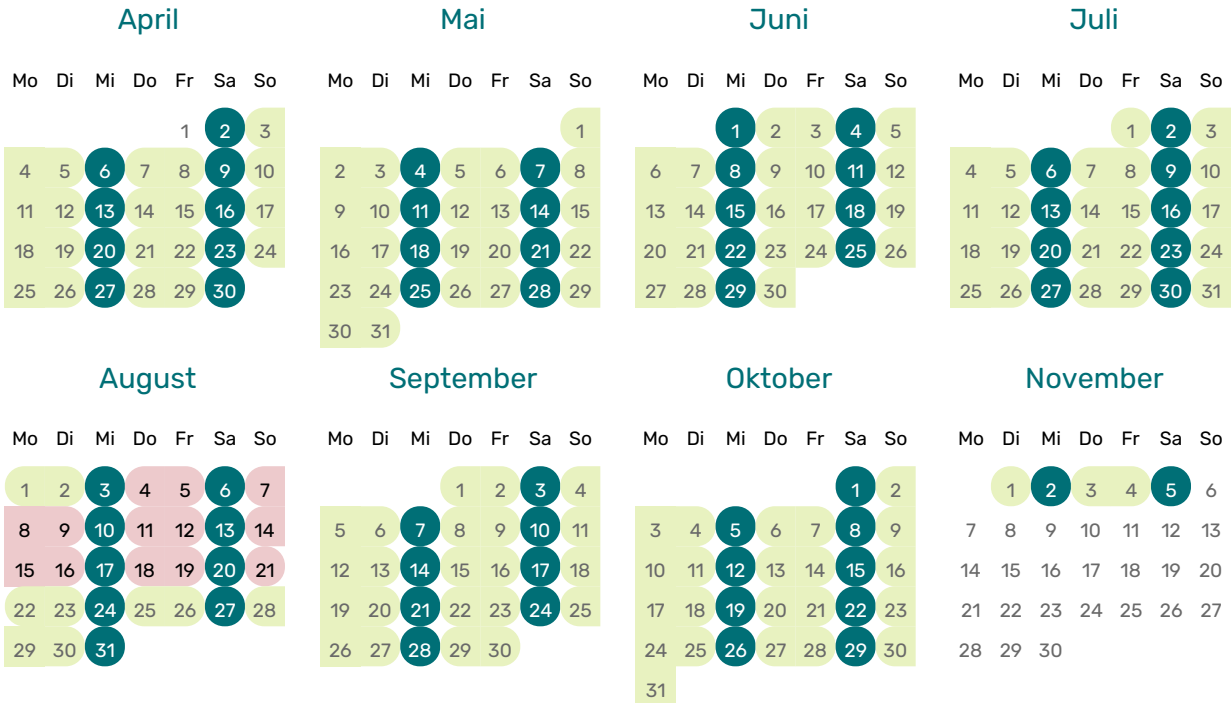 April Mai Juni Juli
Mo Di Mi Do Fr Sa So Mo Di Mi Do Fr Sa So Mo Di Mi Do Fr Sa So Mo Di Mi Do Fr Sa So
1 2 3 1 1 2 3 4 5 1 2 3
4 5 6 7 8 9 10 2 3 4 5 6 7 8 6 7 8 9 10 11 12 4 5 6 7 8 9 10
11 12 13 14 15 16 17 9 10 11 12 13 14 15 13 14 15 16 17 18 19 11 12 13 14 15 16 17
18 19 20 21 22 23 24 16 17 18 19 20 21 22 20 21 22 23 24 25 26 18 19 20 21 22 23 24
25 26 27 28 29 30 23 24 25 26 27 28 29 27 28 29 30 25 26 27 28 29 30 31
30 31
August September Oktober November
Mo Di Mi Do Fr Sa So Mo Di Mi Do Fr Sa So Mo Di Mi Do Fr Sa So Mo Di Mi Do Fr Sa So
1 2 3 4 5 6 7 1 2 3 4 1 2 1 2 3 4 5 6
8 9 10 11 12 13 14 5 6 7 8 9 10 11 3 4 5 6 7 8 9 7 8 9 10 11 12 13
15 16 17 18 19 20 21 12 13 14 15 16 17 18 10 11 12 13 14 15 16 14 15 16 17 18 19 20
22 23 24 25 26 27 28 19 20 21 22 23 24 25 17 18 19 20 21 22 23 21 22 23 24 25 26 27
29 30 31 26 27 28 29 30 24 25 26 27 28 29 30 28 29 30
31